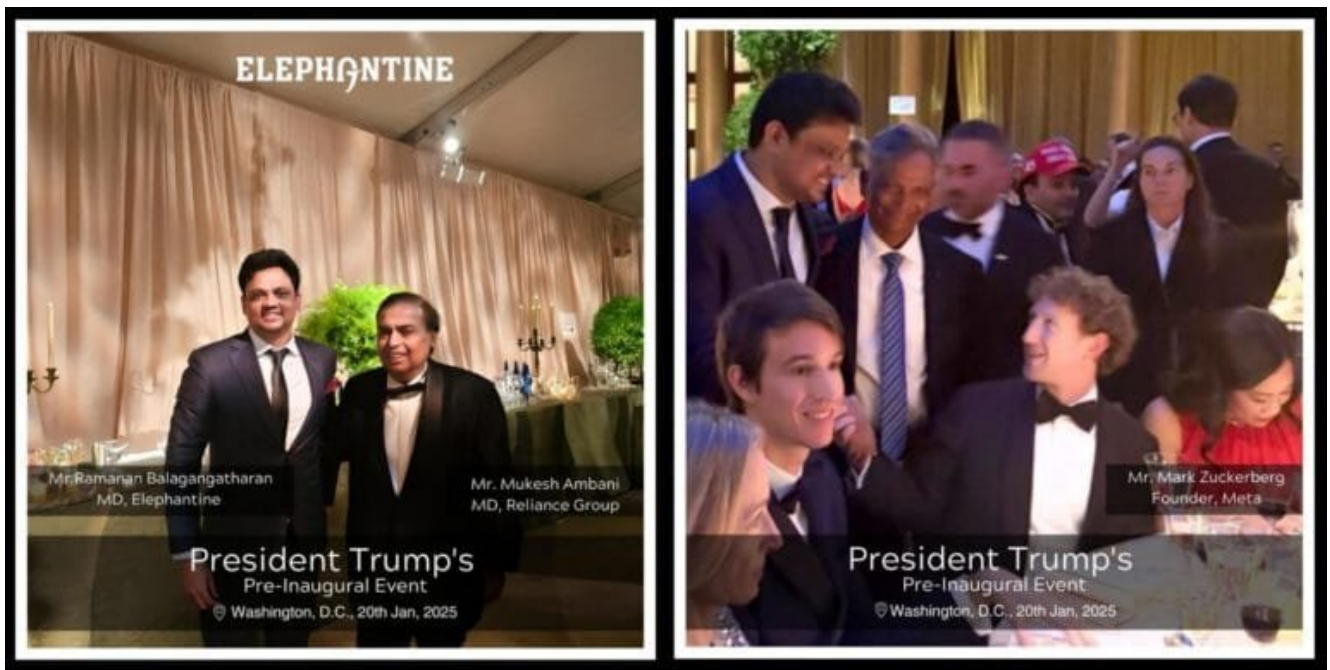 ELEPHANTINE
Mr.Ramanan Balagangatharan
MD, Elephantine
Mr. Mukesh Ambani
MD, Reliance Group
President Trump's
Pre-Inaugural Event
Washington, D.C., 20th Jan, 2025
Mr. Mark Zuckerberg
Founder, Meta
President Trump's
Pre-Inaugural Event
Washington, D.C., 20th Jan, 2025